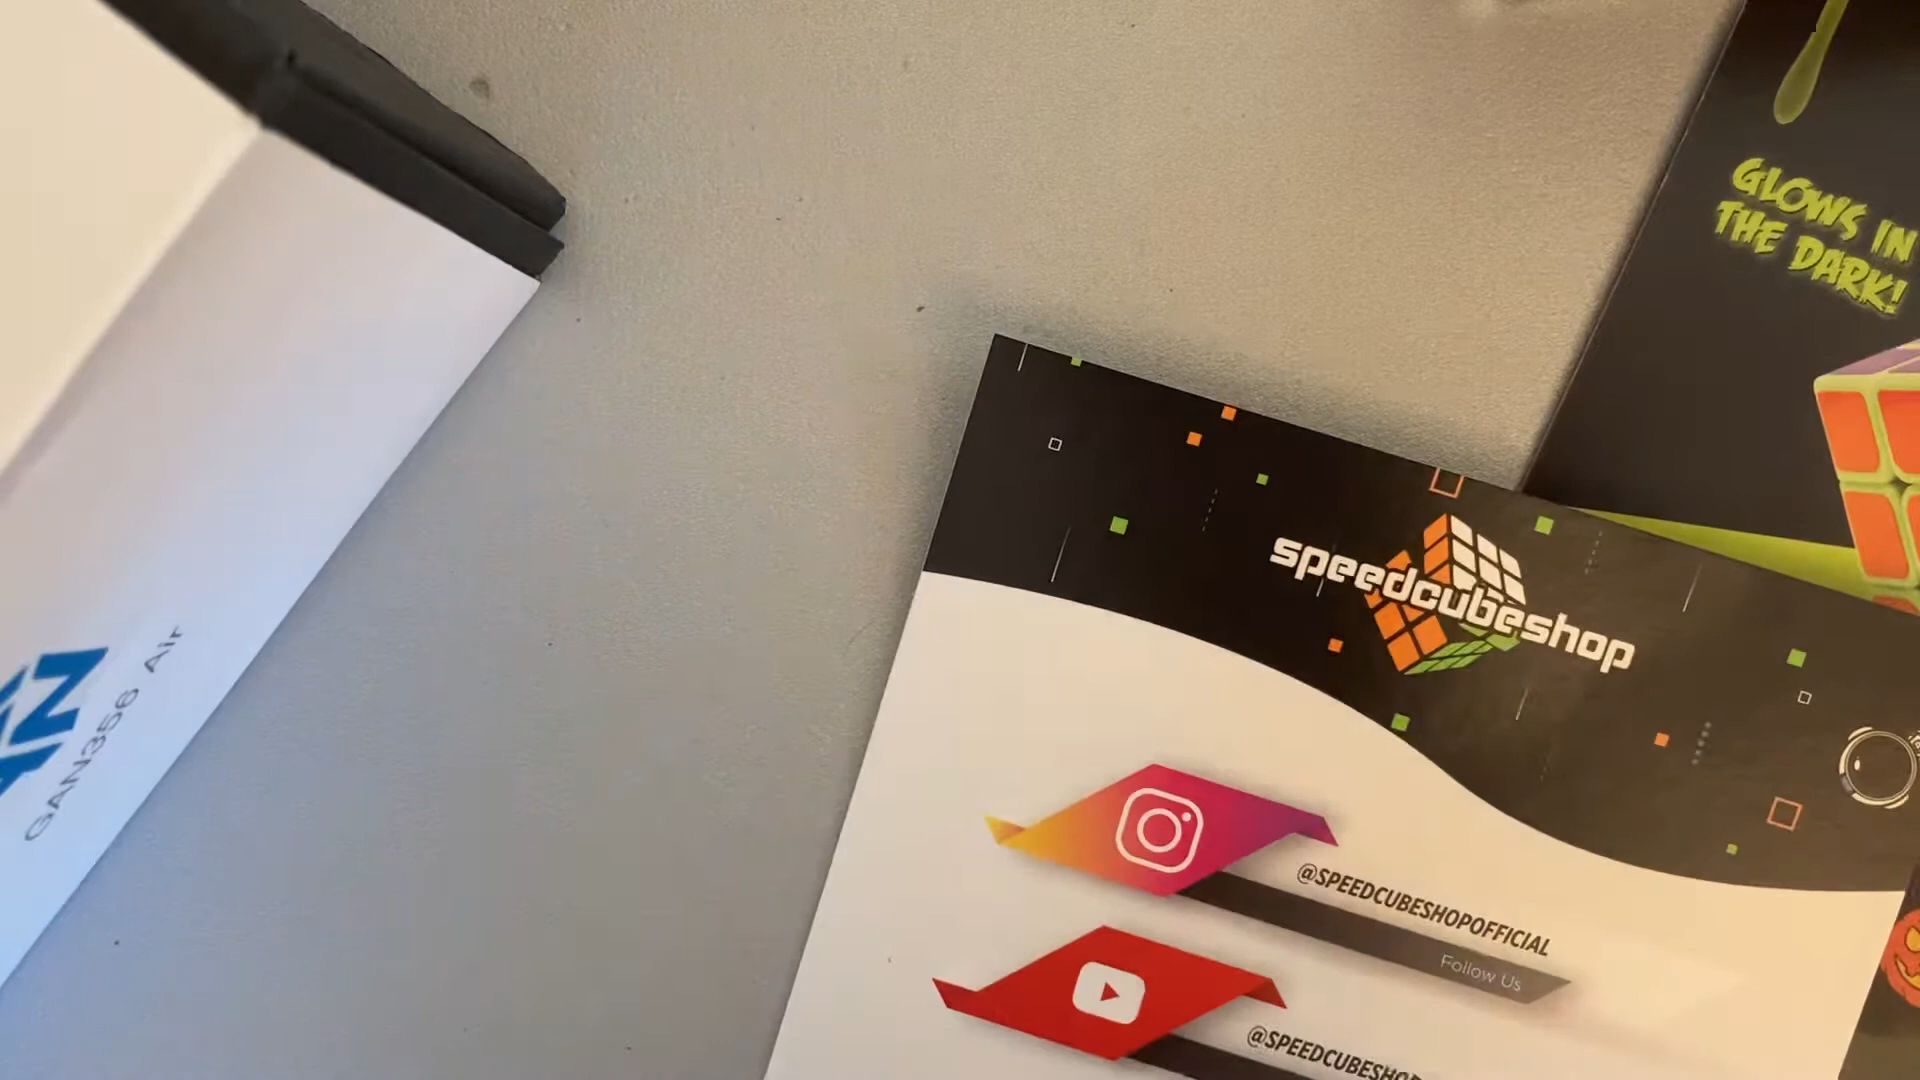 GLOWS IN
THE DARK!
speedcubeshop
GAN356 Air
@SPEEDCUBESHOPOFFICIAL
Follow Us